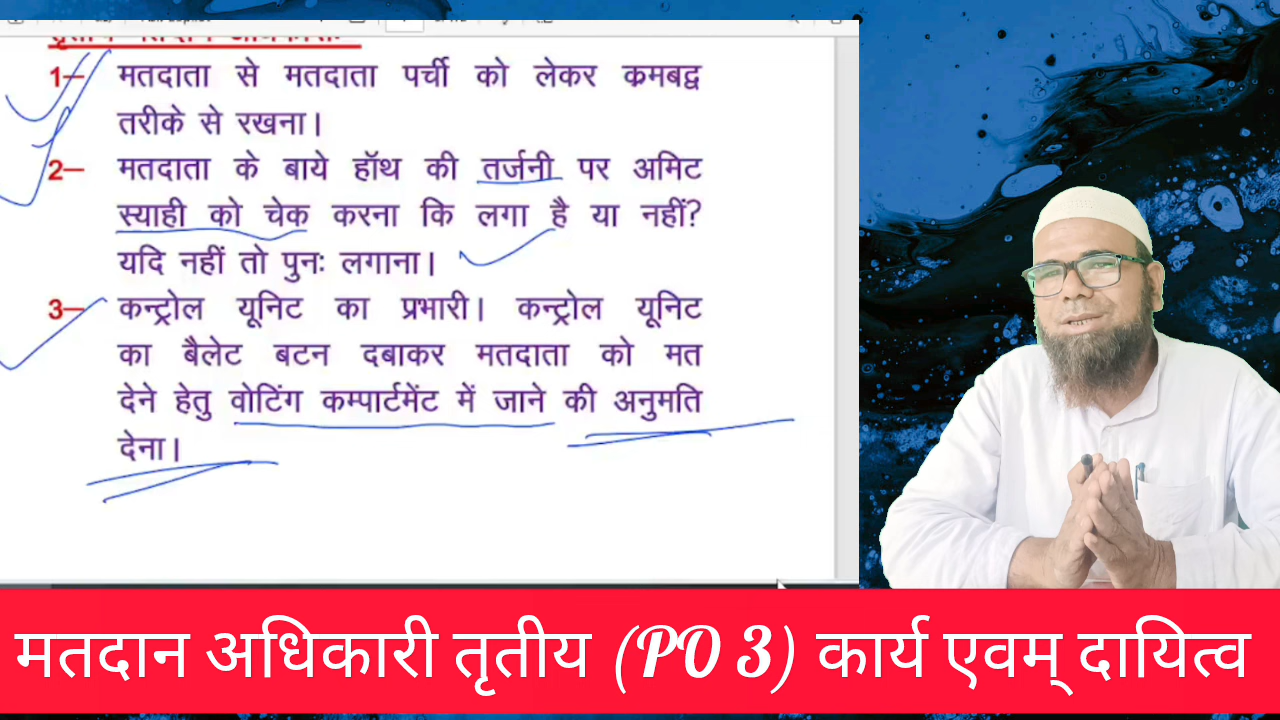 1– मतदाता से मतदाता पर्ची को लेकर क्रमबद्व
तरीके से रखना।
2– मतदाता के बाये हॉथ की तर्जनी पर अमिट
स्याही को चेक करना कि लगा है या नहीं?
यदि नहीं तो पुनः लगाना।
3– कन्ट्रोल यूनिट का प्रभारी। कन्ट्रोल यूनिट
का बैलेट बटन दबाकर मतदाता को मत
देने हेतु वोटिंग कम्पार्टमेंट में जाने की अनुमति
देना।
मतदान अधिकारी तृतीय (PO 3) कार्य एवम् दायित्व